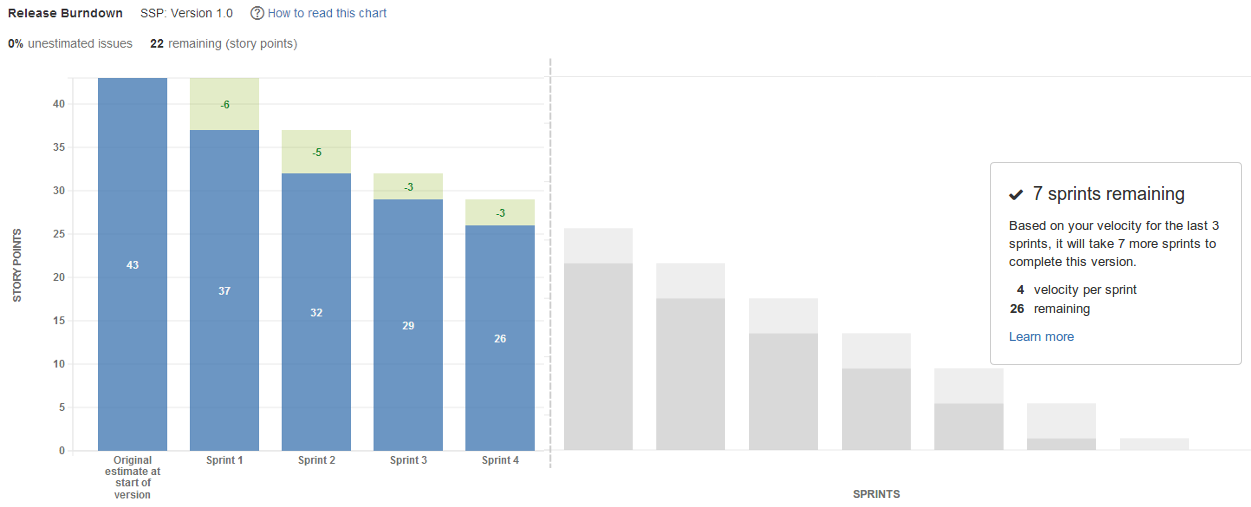 Release Burndown SSP: Version 1.0 ? How to read this chart
0% unestimated issues 22 remaining (story points)
STORY POINTS
40
35
30
25
20
15
10
5
0
43
-6
37
-5
32
-3
29
-3
26
Original
estimate at
start of
version
Sprint 1
Sprint 2
Sprint 3
Sprint 4
SPRINTS
7 sprints remaining
Based on your velocity for the last 3
sprints, it will take 7 more sprints to
complete this version.
4 velocity per sprint
26 remaining
Learn more